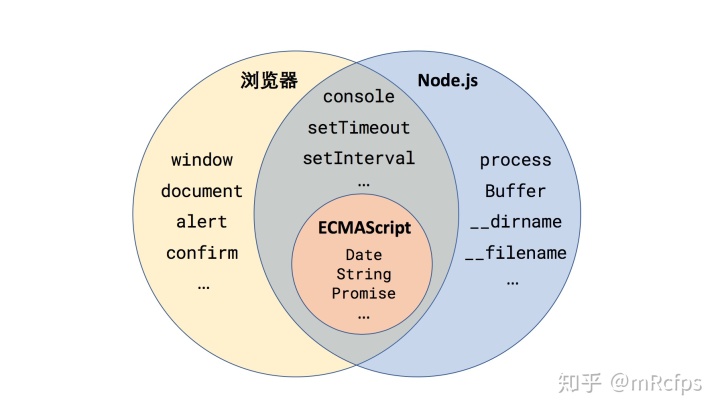 浏览器
window
document
alert
confirm
...
console
setTimeout
setInterval
...
ECMAScript
Date
String
Promise
...
Node.js
process
Buffer
__dirname
__filename
...
知乎 @mRcfps